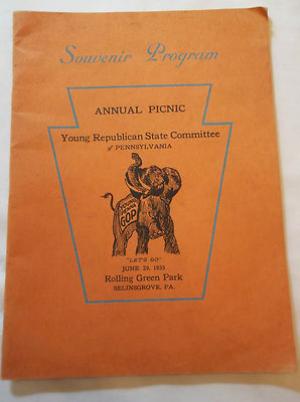 Souvenir Program
ANNUAL PICNIC
Young Republican State Committee
of PENNSYLVANIA
GOP
"LET'S GO"
JUNE 29, 1935
Rolling Green Park
SELINSGROVE, PA.